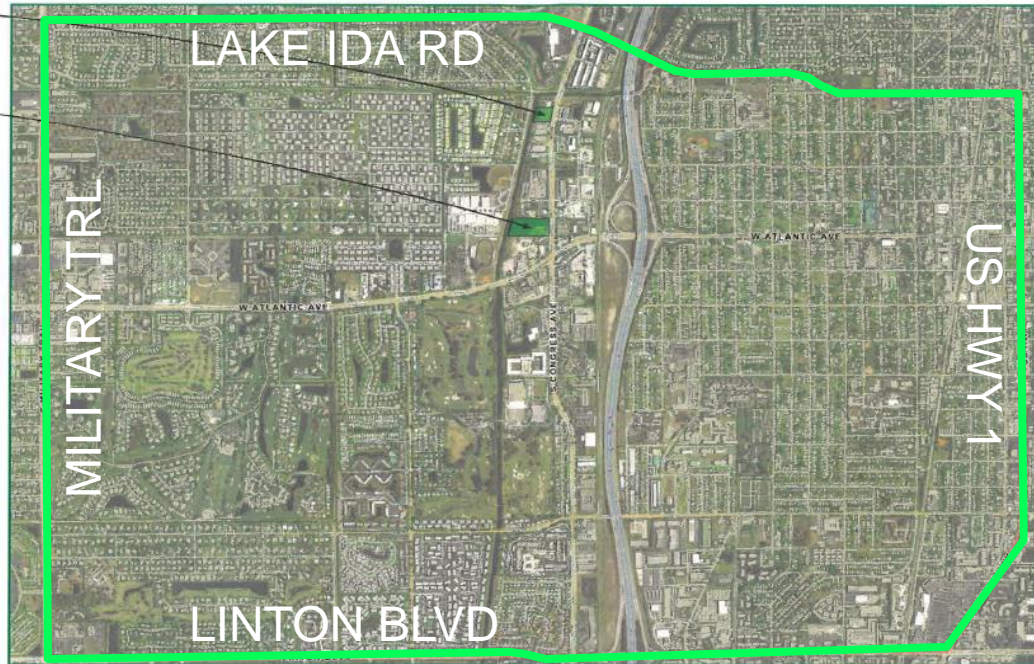 LAKE IDA RD
MILITARY TRL
US HWY 1
W ATLANTIC AVE
W ATLANTIC AVE
S CONGRESS AVE
LINTON BLVD